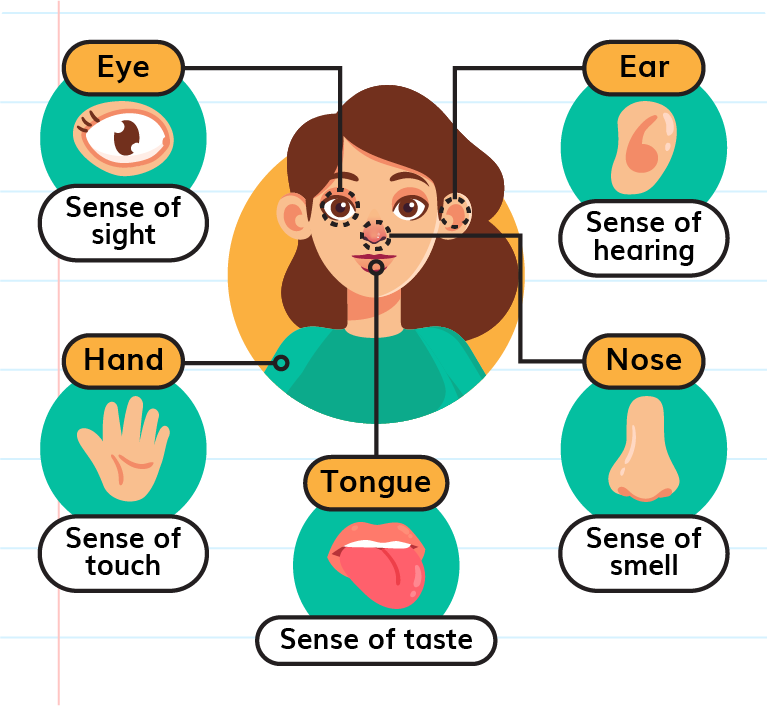 Eye
Sense of
sight
Ear
Sense of
hearing
Hand
Sense of
touch
Nose
Sense of
smell
Tongue
Sense of taste